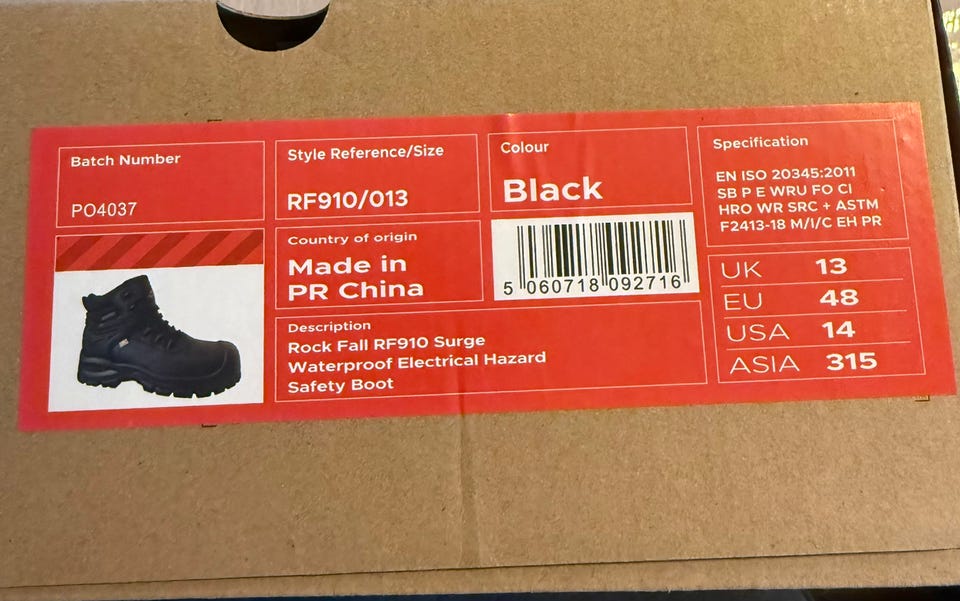 Batch Number
PO4037
Style Reference/Size
RF910/013
Colour
Black
Specification
EN ISO 20345:2011
SB P E WRU FO CI
HRO WR SRC + ASTM
F2413-18 M/I/C EH PR
Country of origin
Made in
PR China
5 060718 092716
Description
Rock Fall RF910 Surge
Waterproof Electrical Hazard
Safety Boot
UK 13
EU 48
USA 14
ASIA 315